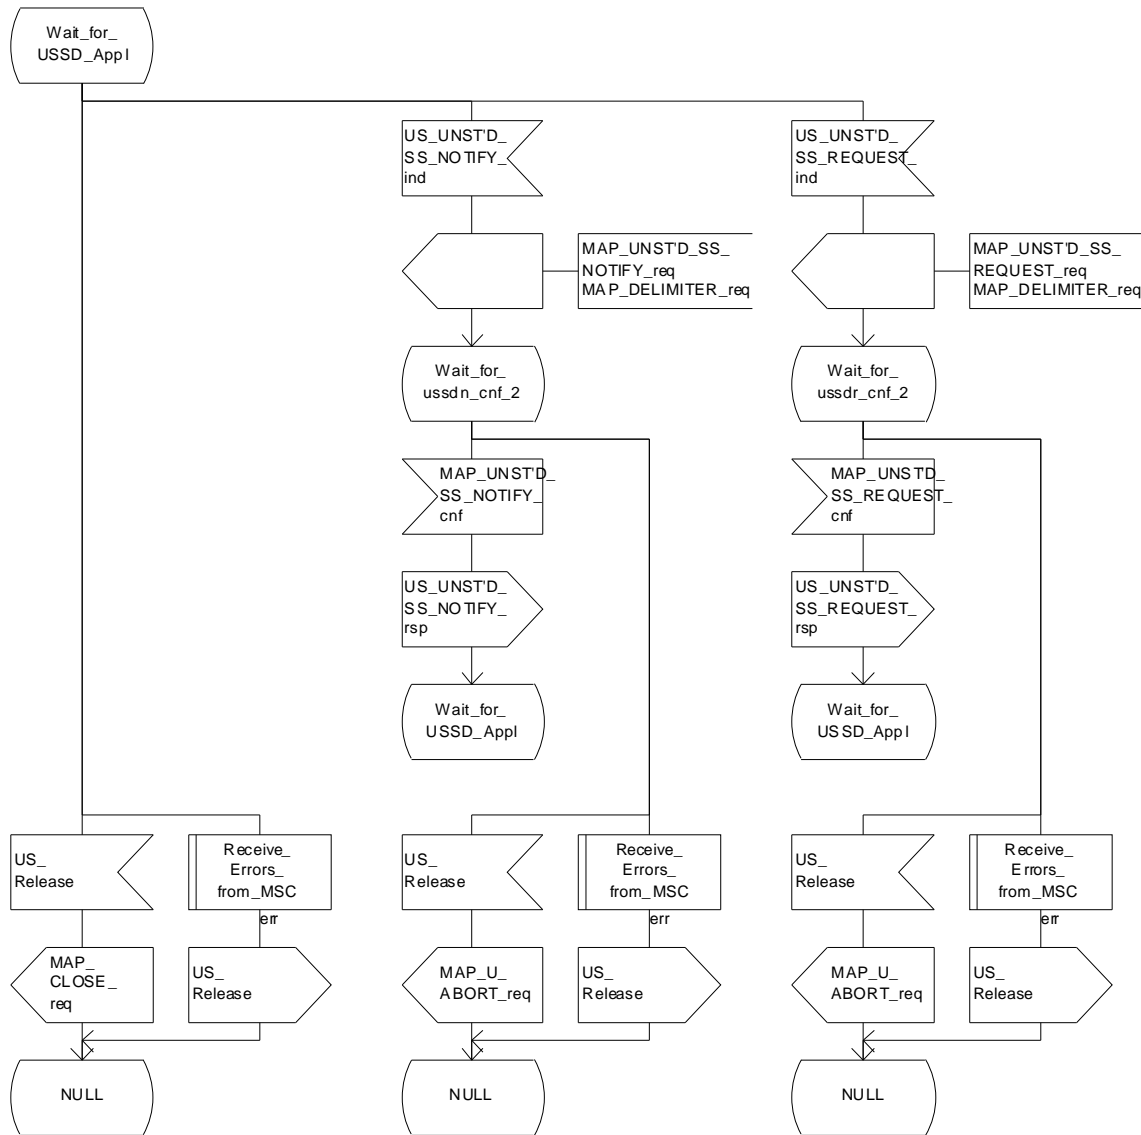 Wait_for_
USSD_Appl
US_UNST'D_
SS_NOTIFY_
ind
US_UNST'D_
SS_REQUEST_
ind
MAP_UNST'D_SS_
NOTIFY_req
MAP_DELIMITER_req
MAP_UNST'D_SS_
REQUEST_req
MAP_DELIMITER_req
Wait_for_
ussdn_cnf_2
Wait_for_
ussdr_cnf_2
MAP_UNST'D_
SS_NOTIFY_
cnf
MAP_UNST'D_
SS_REQUEST_
cnf
US_UNST'D_
SS_NOTIFY_
rsp
US_UNST'D_
SS_REQUEST_
rsp
Wait_for_
USSD_Appl
Wait_for_
USSD_Appl
US_
Release
Receive_
Errors_
from_MSC
err
US_
Release
Receive_
Errors_
from_MSC
err
US_
Release
Receive_
Errors_
from_MSC
err
MAP_
CLOSE_
req
US_
Release
MAP_U_
ABORT_req
US_
Release
MAP_U_
ABORT_req
US_
Release
NULL
NULL
NULL